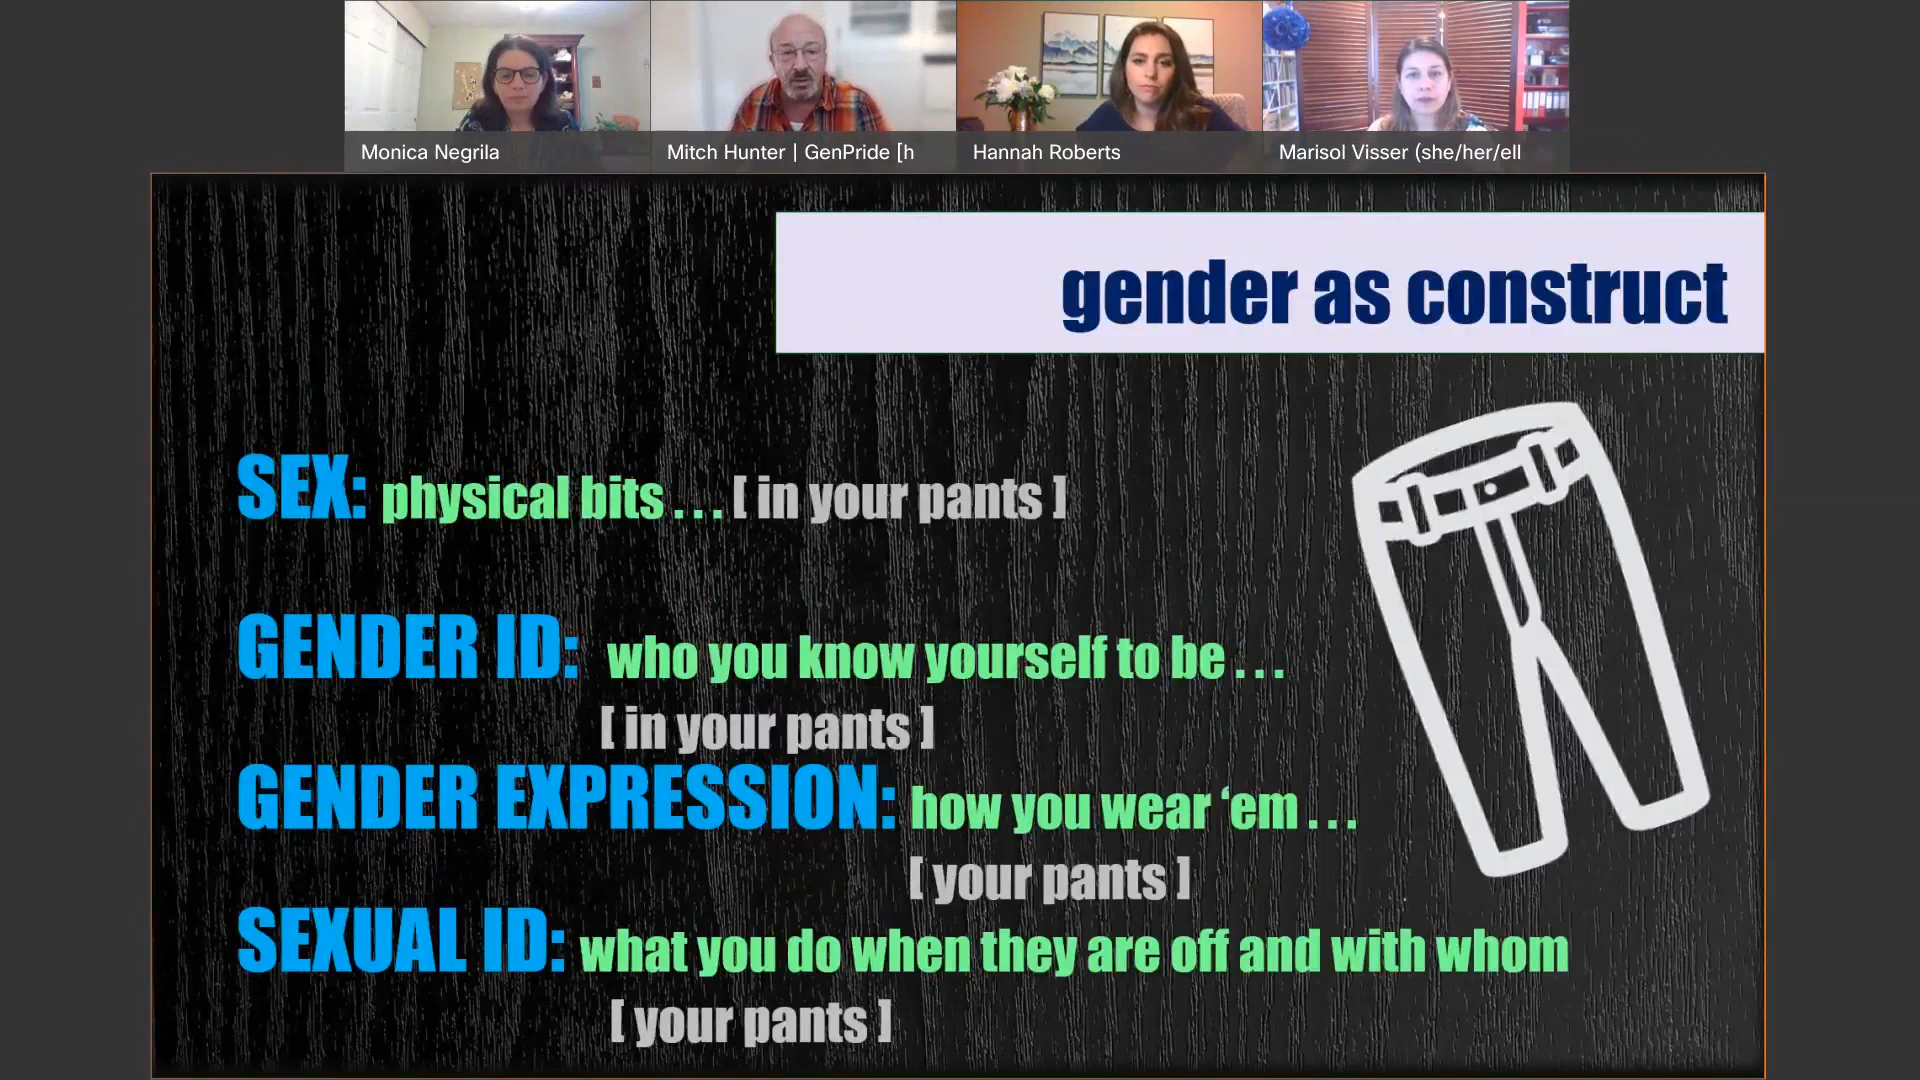 Monica Negrila
Mitch Hunter | GenPride [h
Hannah Roberts
Marisol Visser (she/her/ell
gender as construct
SEX: physical bits . . . [ in your pants ]
GENDER ID: who you know yourself to be . . .
[ in your pants ]
GENDER EXPRESSION: how you wear ‘em . . .
[ your pants ]
SEXUAL ID: what you do when they are off and with whom
[ your pants ]